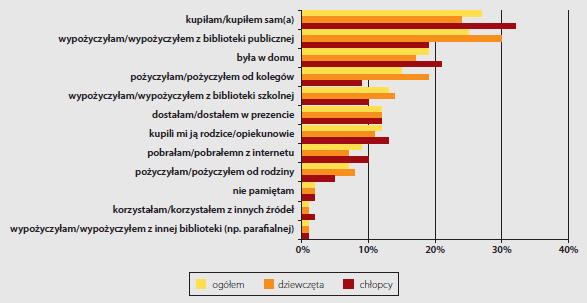 kupiłam/kupiłem sam(a)
wypożyczyłam/wypożyczyłem z biblioteki publicznej
była w domu
pożyczyłam/pożyczyłem od kolegów
wypożyczyłam/wypożyczyłem z biblioteki szkolnej
dostałam/dostałem w prezencie
kupili mi ją rodzice/opiekunowie
pobrałam/pobrałemn z internetu
pożyczyłam/pożyczyłem od rodziny
nie pamiętam
korzystałam/korzystałem z innych źródeł
wypożyczyłam/wypożyczyłem z innej biblioteki (np. parafialnej)
0% 10% 20% 30% 40%
ogółem dziewczęta chłopcy